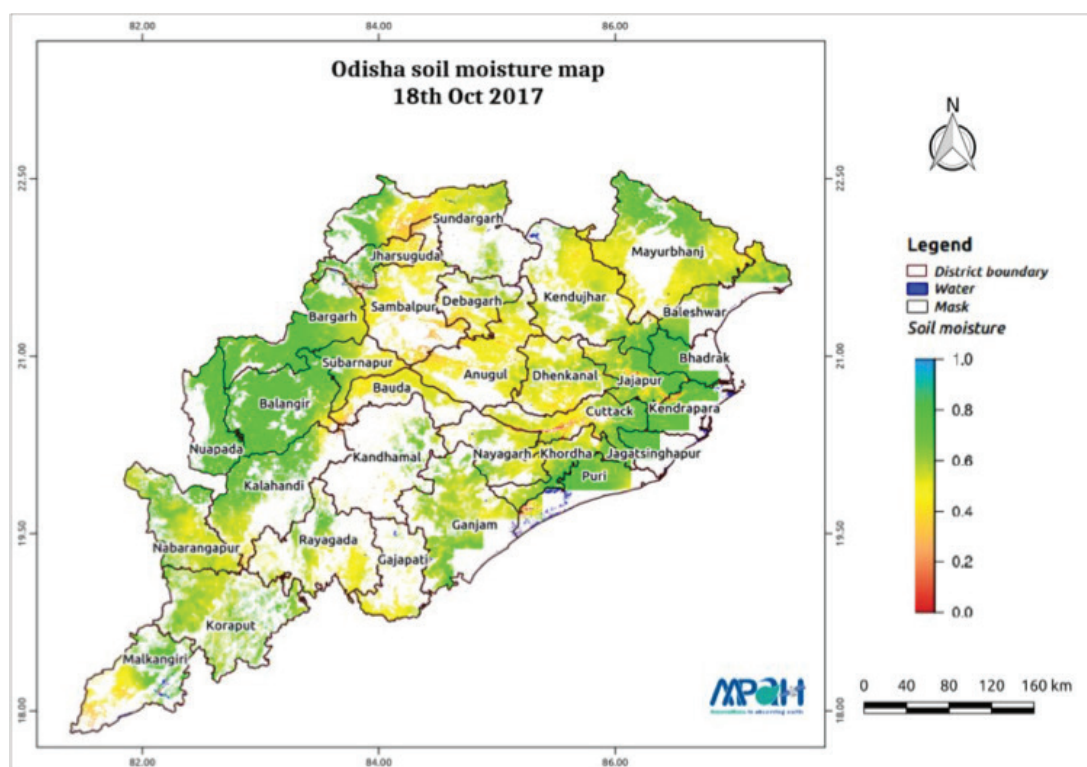 82.00 84.00 86.00
Odisha soil moisture map
18th Oct 2017
N
22.50 22.50
Sundargarh
Mayurbhanj
Jharsuguda
Legend
District boundary
Water
Mask
Soil moisture
Debagarh
Kendujhar
Sambalpur
Baleshwar
Bargarh
21.00 21.00
Bhadrak
1.0
Subarnapur
Anugul
Dhenkanal
Jajapur
Bauda
0.8
Balangir
Cuttack
Kendrapara
Nuapada
Kandhamal
Nayagarh
Khordha
Jagatsinghapur
0.6
Puri
Kalahandi
0.4
Ganjam
19.50 19.50
Rayagada
Nabarangapur
Gajapati
0.2
0.0
Koraput
Malkangiri
0 40 80 120 160 km
18.00 18.00
82.00 84.00 86.00